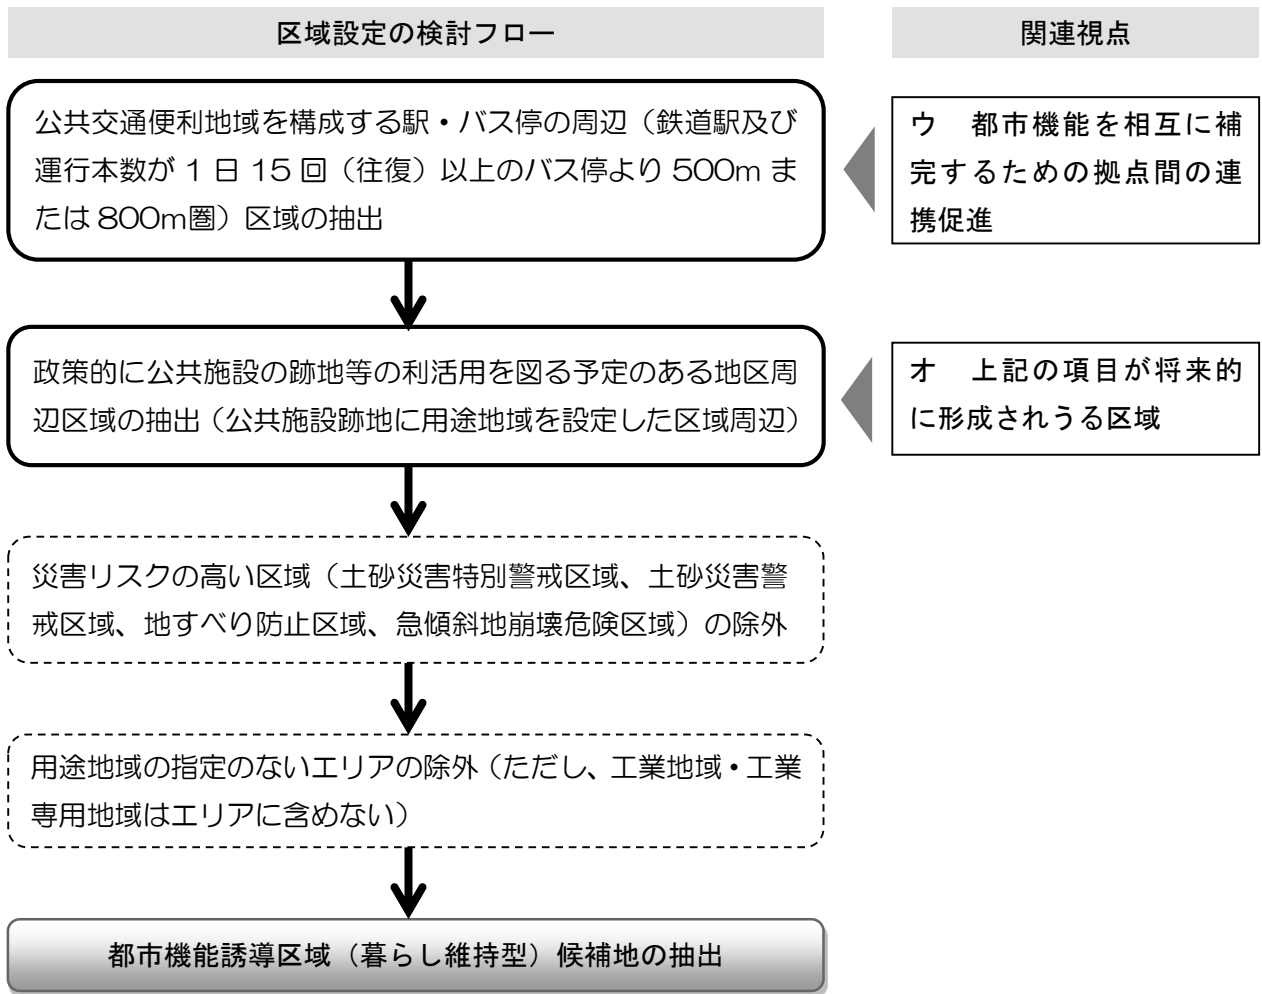 区域設定の検討フロー
関連視点
公共交通便利地域を構成する駅・バス停の周辺（鉄道駅及び
運行本数が 1 日 15 回（往復）以上のバス停より 500m ま
たは 800m圏）区域の抽出
ウ　都市機能を相互に補
完するための拠点間の連
携促進
政策的に公共施設の跡地等の利活用を図る予定のある地区周
辺区域の抽出（公共施設跡地に用途地域を設定した区域周辺）
オ　上記の項目が将来的
に形成されうる区域
災害リスクの高い区域（土砂災害特別警戒区域、土砂災害警
戒区域、地すべり防止区域、急傾斜地崩壊危険区域）の除外
用途地域の指定のないエリアの除外（ただし、工業地域・工業
専用地域はエリアに含めない）
都市機能誘導区域（暮らし維持型）候補地の抽出